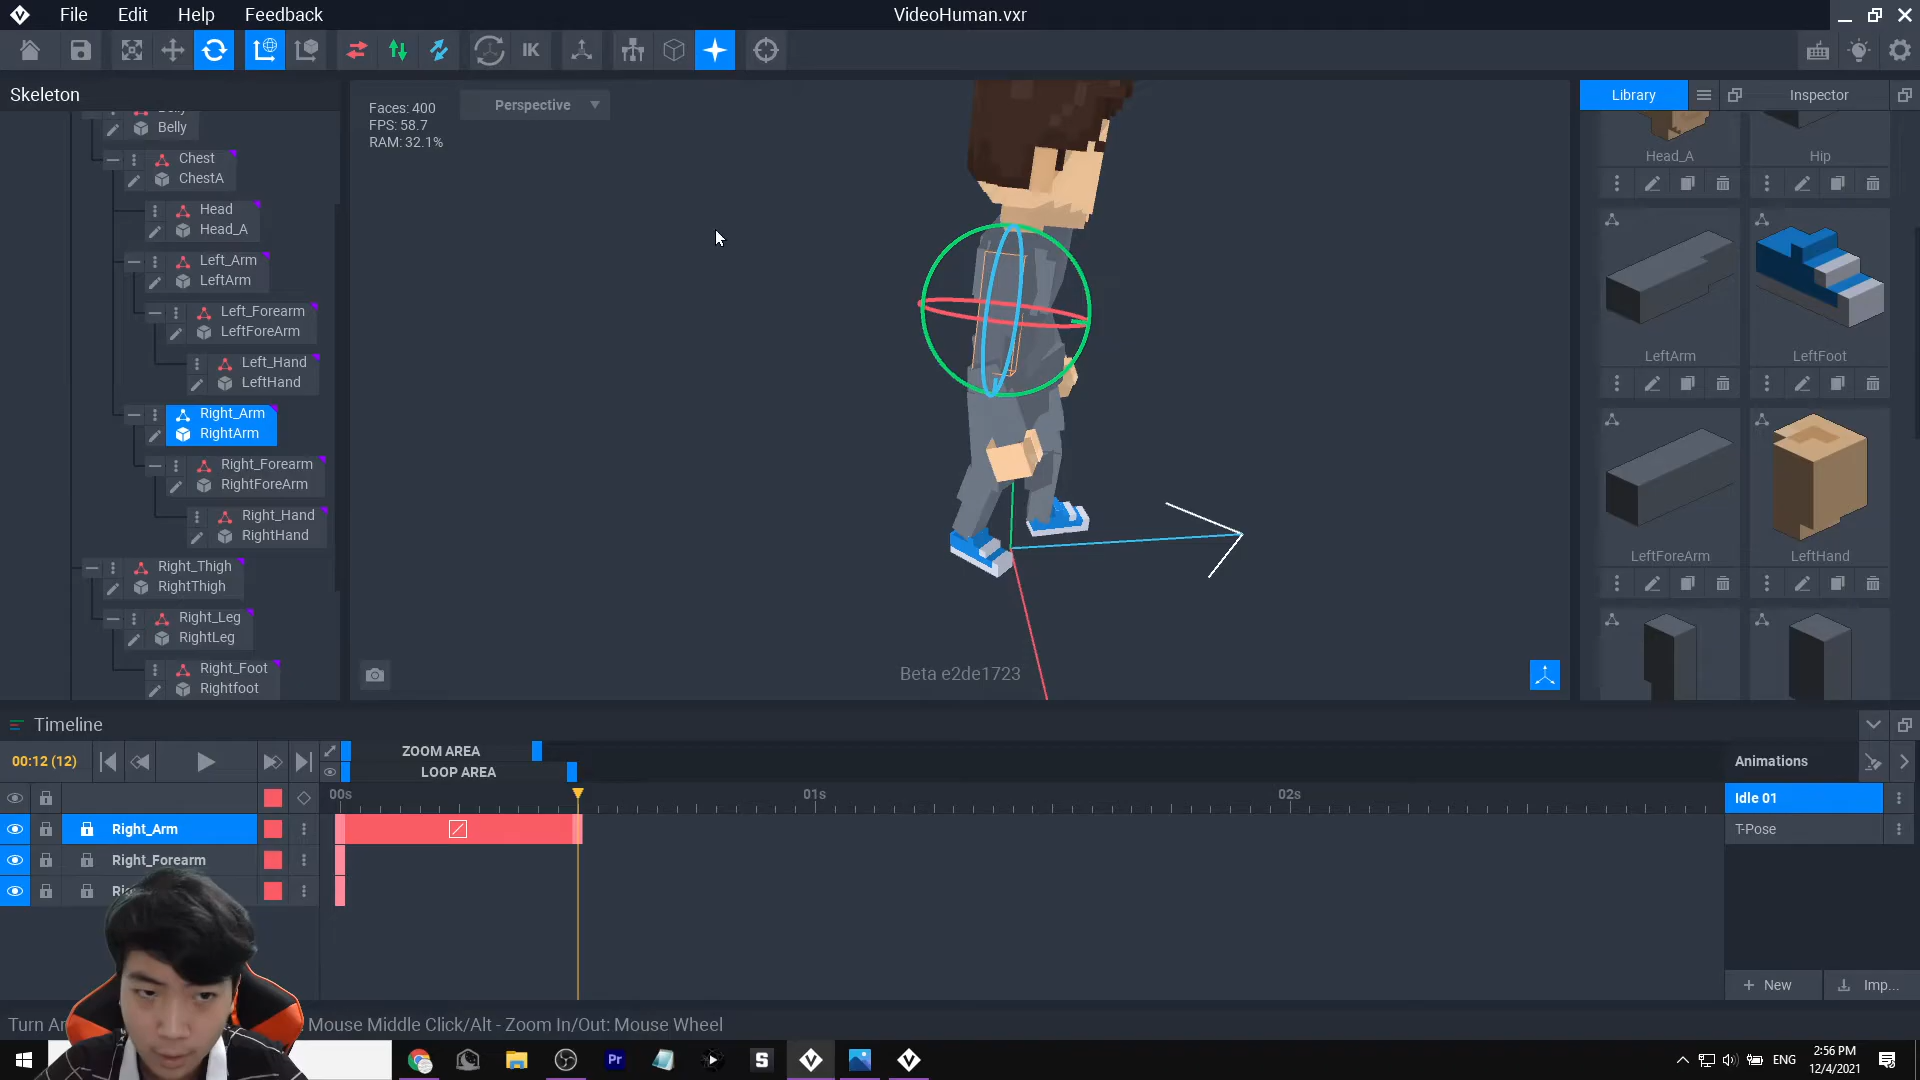 File Edit Help Feedback
VideoHuman.vxr
IK
Skeleton
Belly
Chest
ChestA
Head
Head_A
Left_Arm
LeftArm
Left_Forearm
LeftForeArm
Left_Hand
LeftHand
Right_Arm
RightArm
Right_Forearm
RightForeArm
Right_Hand
RightHand
Right_Thigh
RightThigh
Right_Leg
RightLeg
Right_Foot
Rightfoot
Faces: 400
FPS: 58.7
RAM: 32.1%
Perspective
Beta e2de1723
Library
Inspector
Head_A
Hip
LeftArm
LeftFoot
LeftForeArm
LeftHand
Timeline
00:12 (12)
ZOOM AREA
LOOP AREA
00s 01s 02s
Right_Arm
Right_Forearm
Animations
Idle 01
T-Pose
+ New
Imp...
Mouse Middle Click/Alt - Zoom In/Out: Mouse Wheel
Pr
S
ENG
2:56 PM
12/4/2021